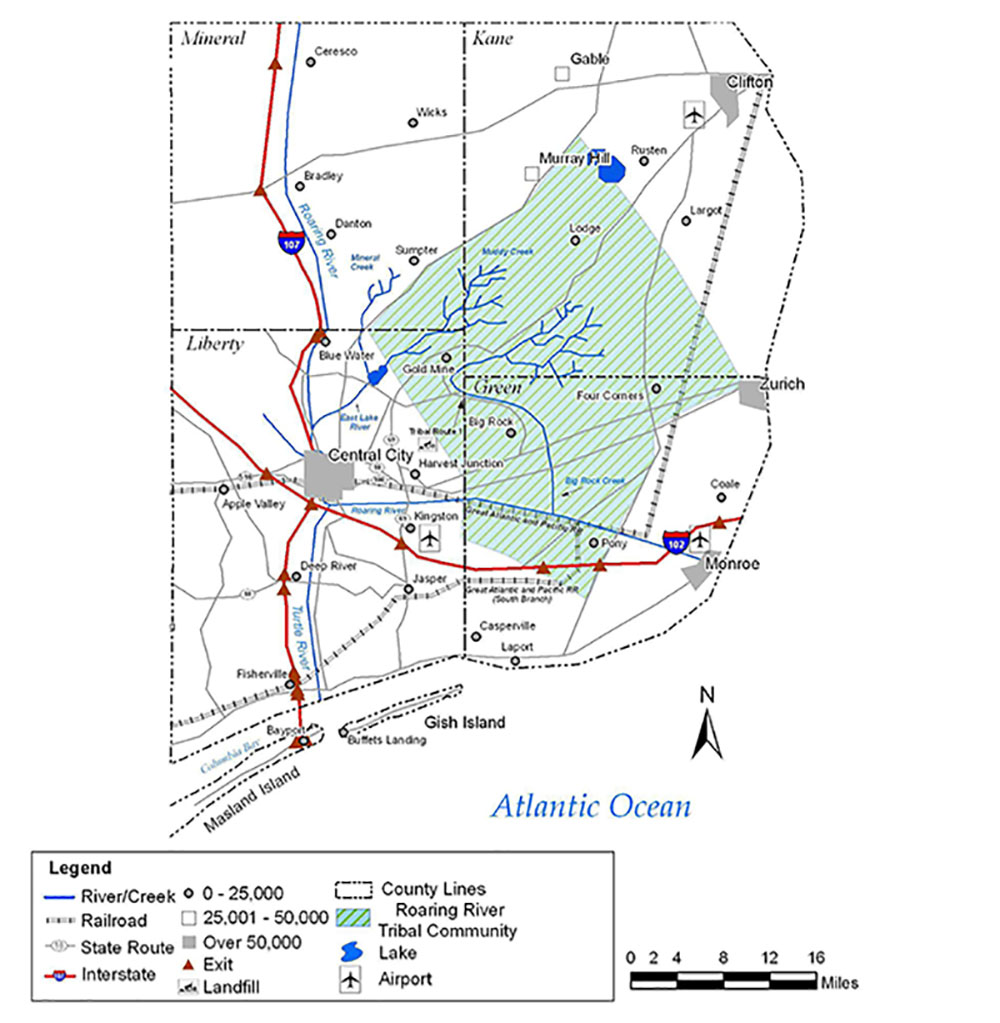 Mineral
Kane
Ceresco
Gable
Clifton
Wicks
Murray Hill
Rusten
Bradley
Roaring River
Danton
Largot
Lodge
107
Mineral
Creek
Sumpter
Muddy Creek
Liberty
Blue Water
Gold Mine
Green
Four Corners
Zurich
East Lake
River
Tribal Route 1
Big Rock
Central City
Harvest Junction
Big Rock Creek
Coale
Apple Valley
Roaring River
Kingston
Great Atlantic and Pacific RR
107
Pony
Monroe
Deep River
Jasper
Great Atlantic and Pacific RR
(South Branch)
Turtle River
Casperville
Laport
Fisherville
N
Gish Island
Bayport
Buffets Landing
Columbia Bay
Masland Island
Atlantic Ocean
Legend
River/Creek
0 - 25,000
County Lines
Railroad
25,001 - 50,000
Roaring River
Tribal Community
State Route
Over 50,000
Lake
Interstate
Exit
Airport
Landfill
0 2 4 8 12 16
Miles